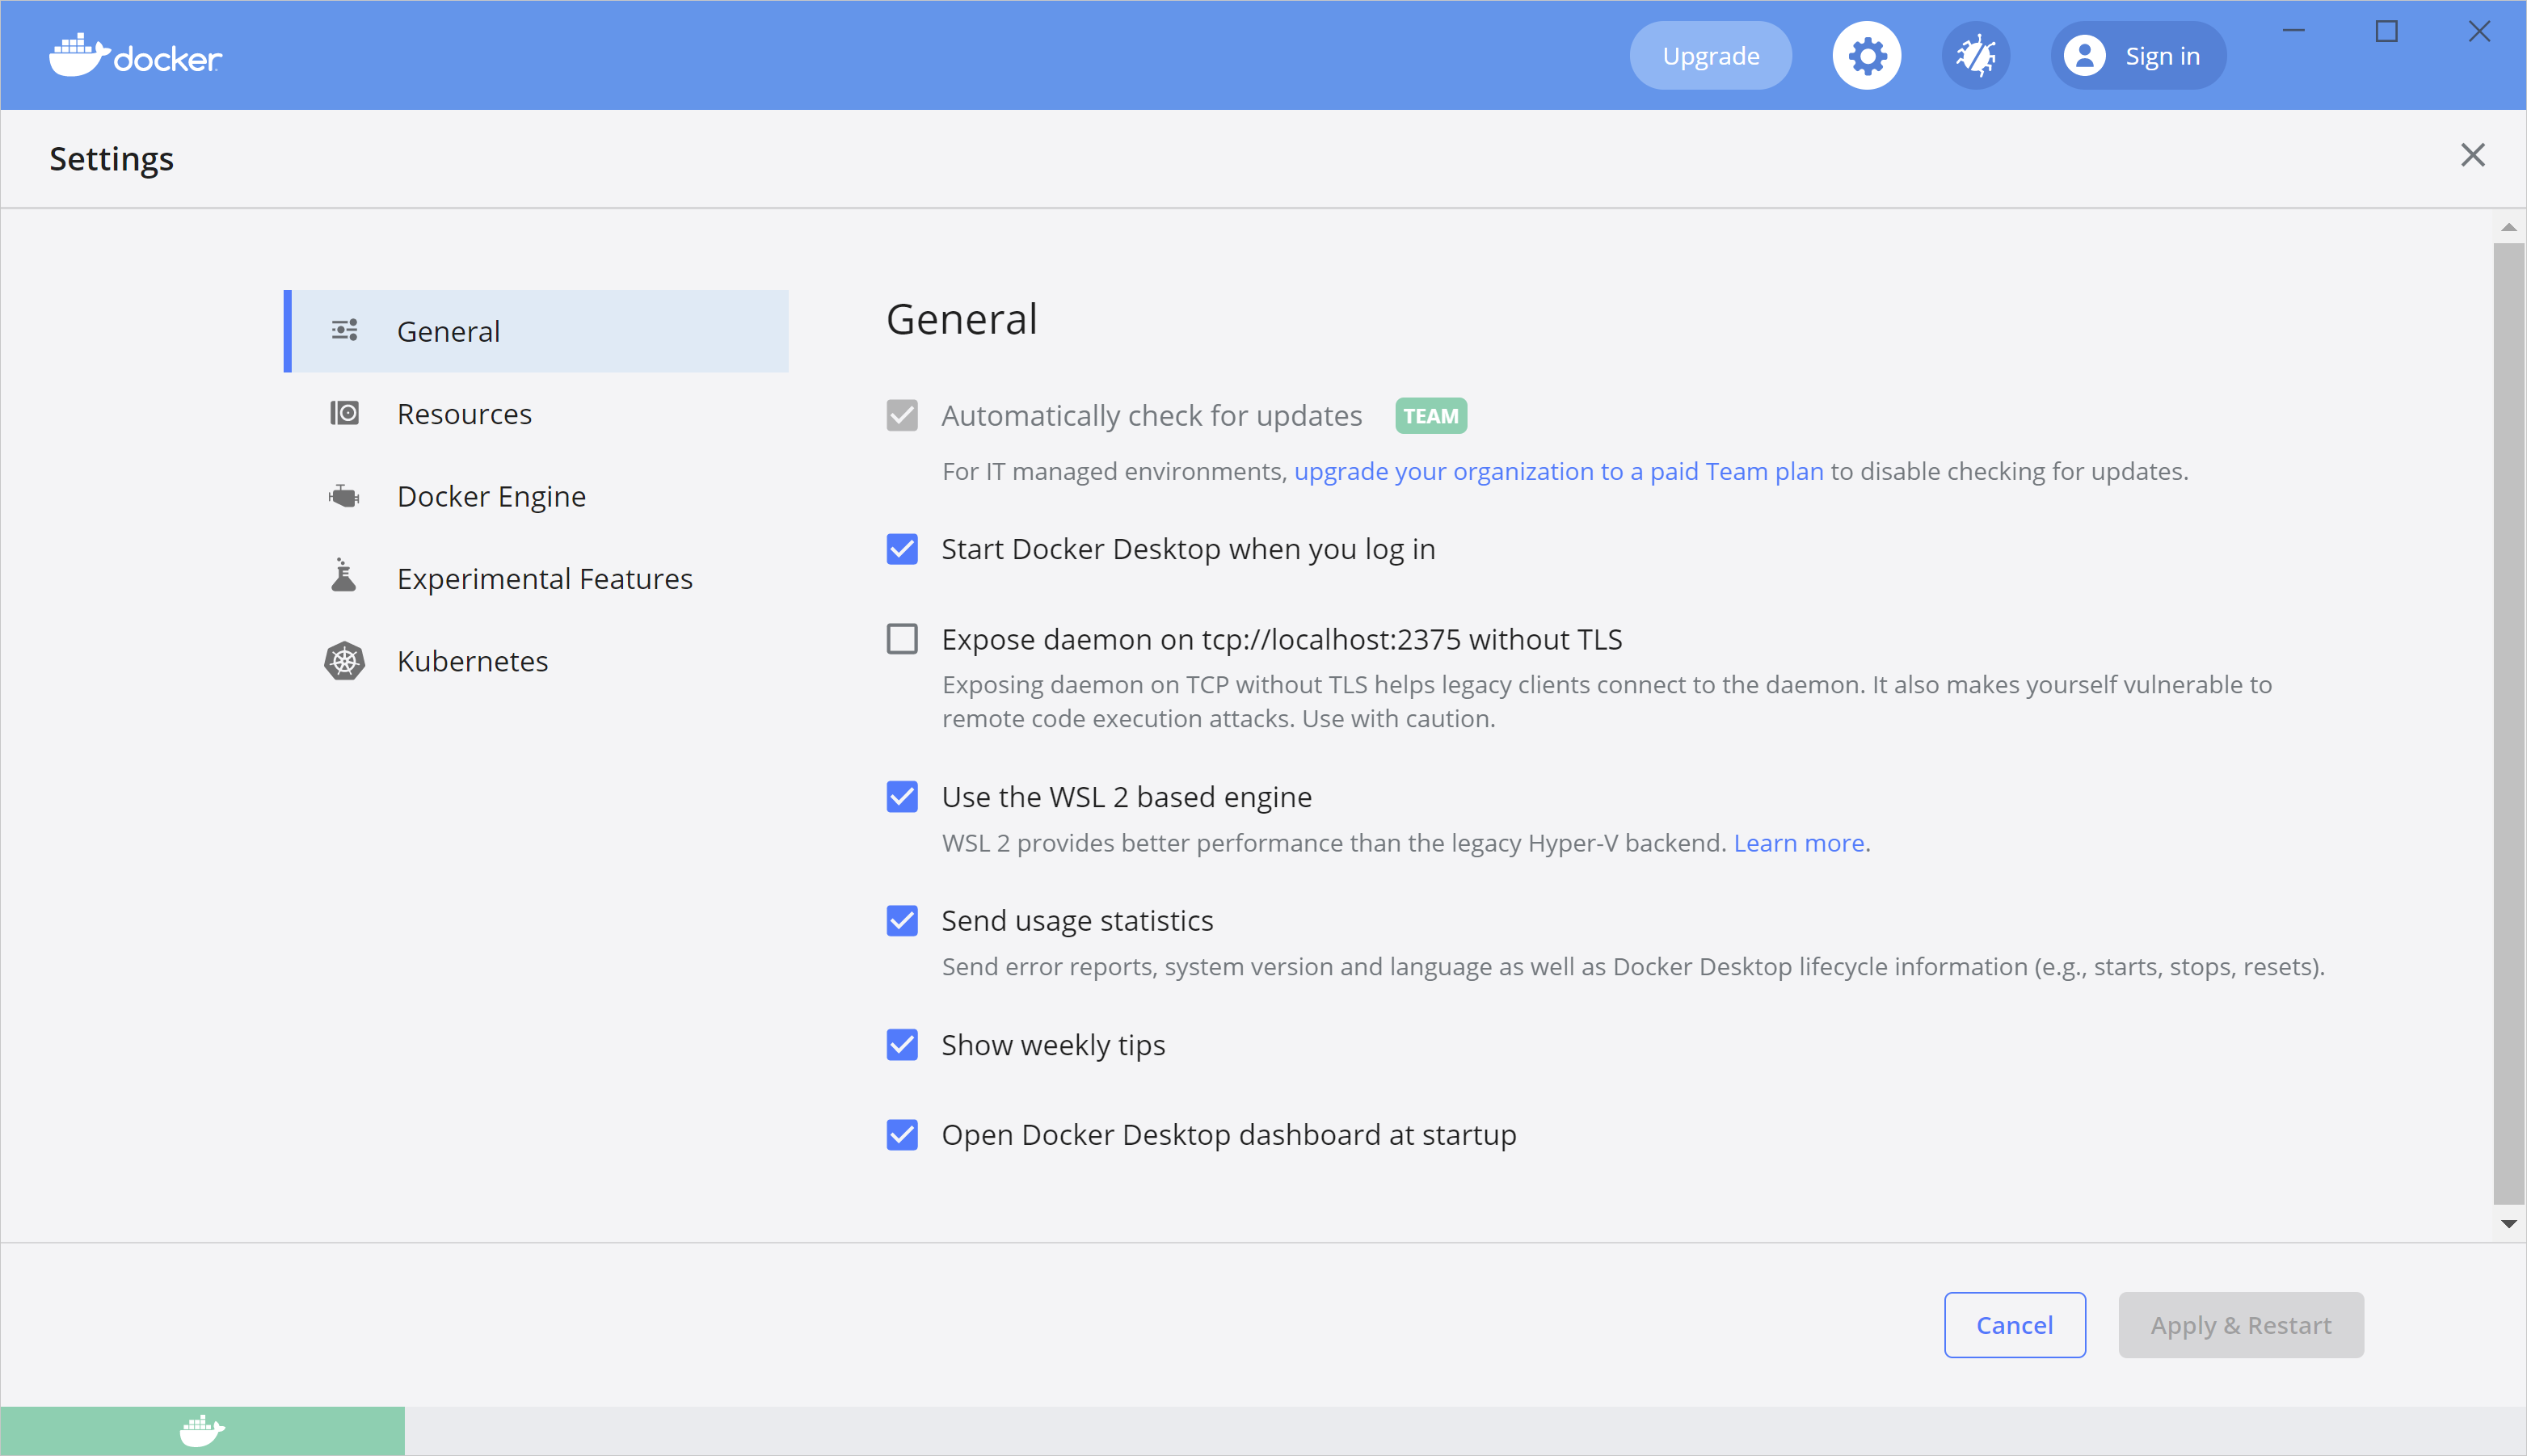 docker
Upgrade
Sign in
Settings
General
Resources
Docker Engine
Experimental Features
Kubernetes
General
Automatically check for updates TEAM
For IT managed environments, upgrade your organization to a paid Team plan to disable checking for updates.
Start Docker Desktop when you log in
Expose daemon on tcp://localhost:2375 without TLS
Exposing daemon on TCP without TLS helps legacy clients connect to the daemon. It also makes yourself vulnerable to
remote code execution attacks. Use with caution.
Use the WSL 2 based engine
WSL 2 provides better performance than the legacy Hyper-V backend. Learn more.
Send usage statistics
Send error reports, system version and language as well as Docker Desktop lifecycle information (e.g., starts, stops, resets).
Show weekly tips
Open Docker Desktop dashboard at startup
Cancel
Apply & Restart